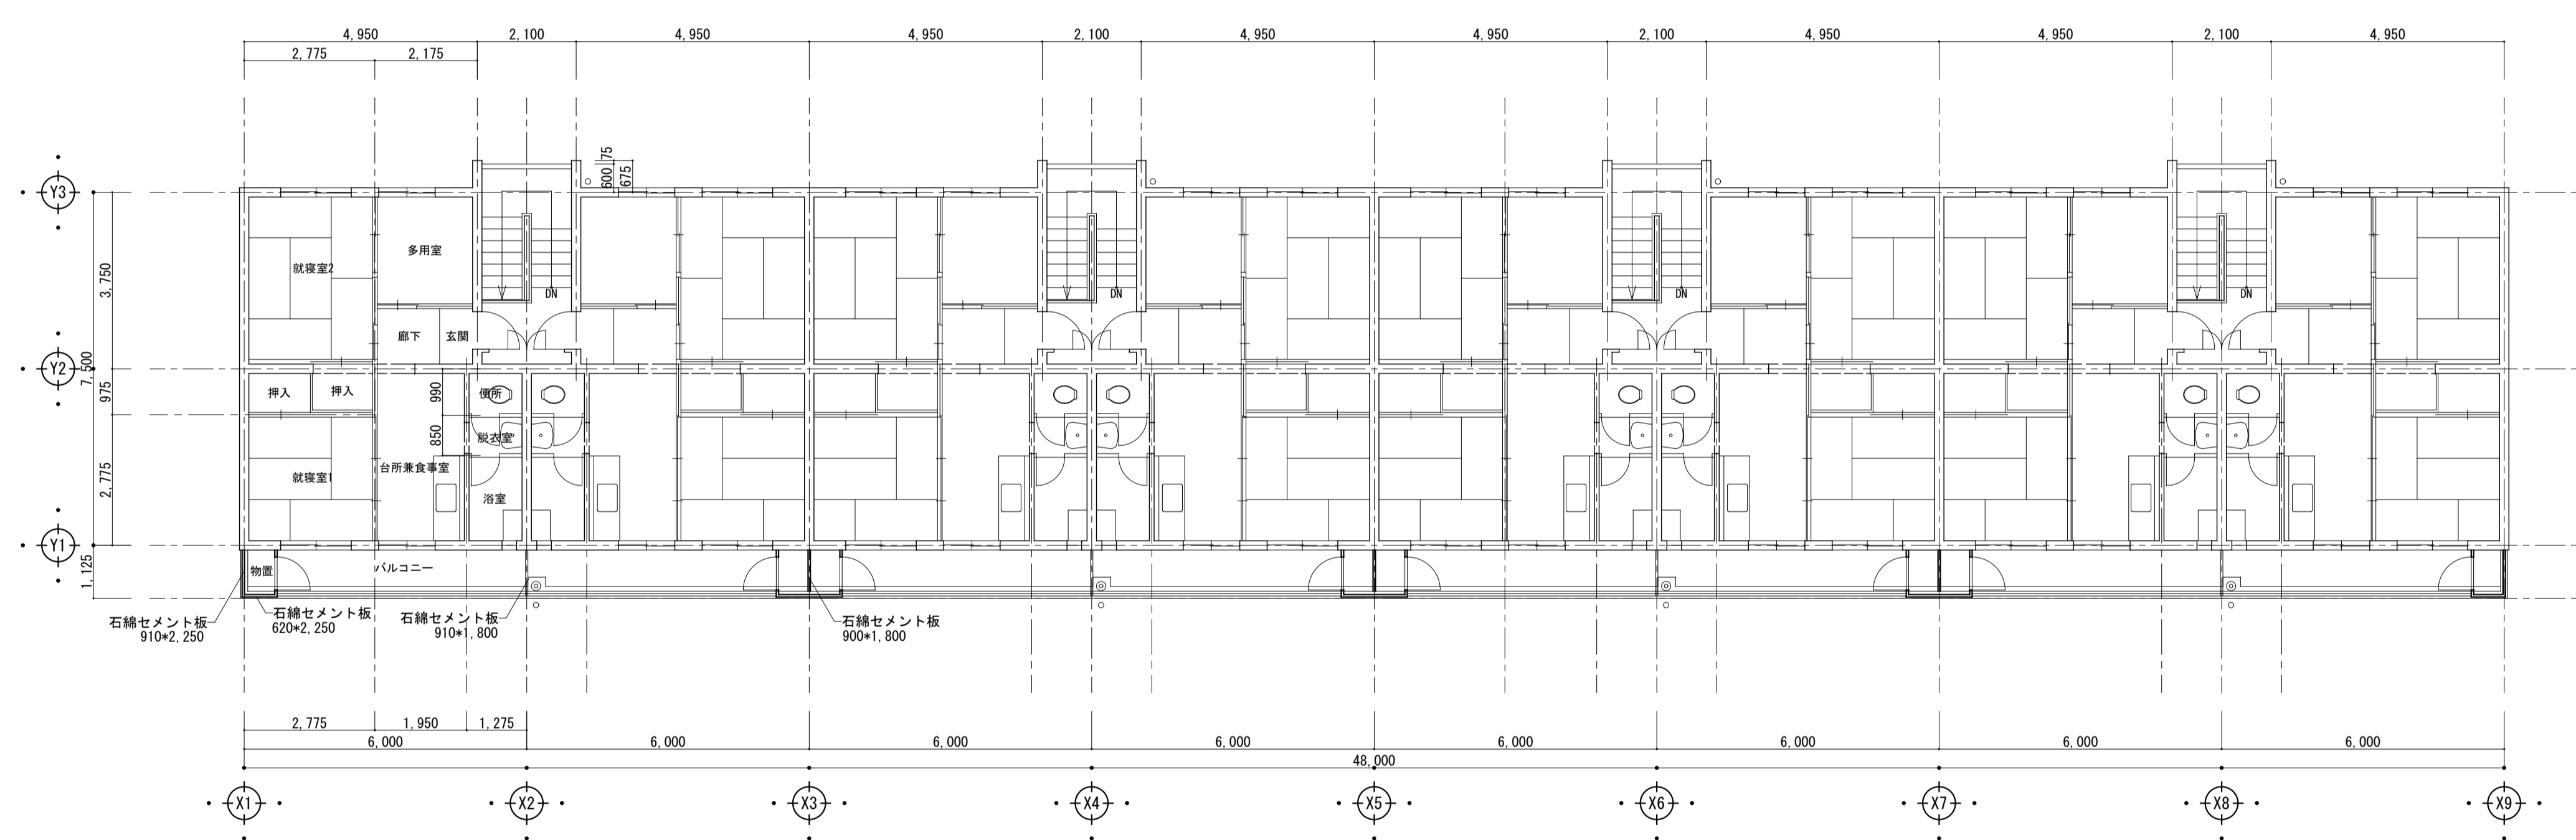 4,950 2,100 4,950 4,950 2,100 4,950 4,950 2,100 4,950 4,950 2,100 4,950
2,775 2,175
75
600
675
Y3
多用室
就寝室2
3,750
DN DN DN DN
廊下 玄関
Y2
7,500
押入 押入 便所
975
990
脱衣室
850
台所兼食事室
就寝室1
2,775
浴室
Y1
1,125
物置 バルコニー
石綿セメント板
910*2,250
石綿セメント板
620*2,250
石綿セメント板
910*1,800
石綿セメント板
900*1,800
2,775 1,950 1,275
6,000 6,000 6,000 6,000 6,000 6,000 6,000 6,000
48,000
X1 X2 X3 X4 X5 X6 X7 X8 X9